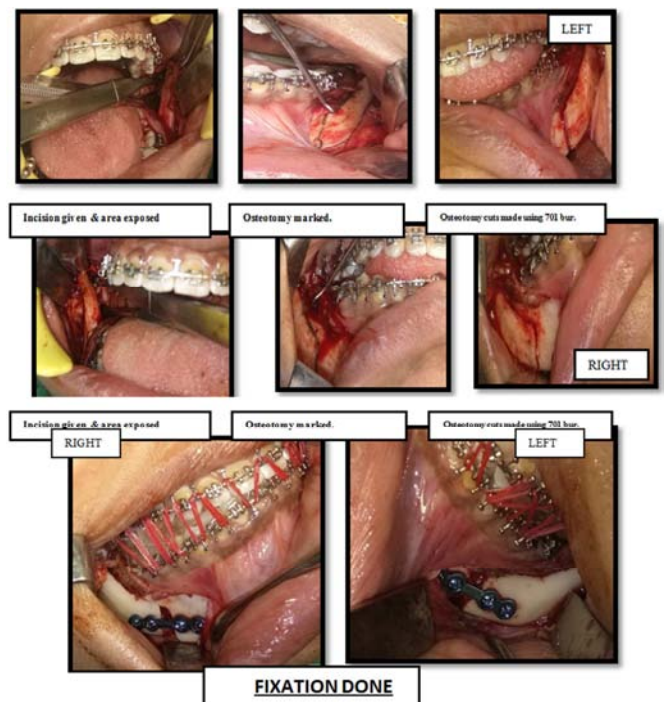 LEFT
Incision given & area exposed
Osteotomy marked.
Osteotomy cuts made using 701 bur.
RIGHT
Incision given & area exposed
Osteotomy marked.
Osteotomy cuts made using 701 bur.
RIGHT
LEFT
FIXATION DONE